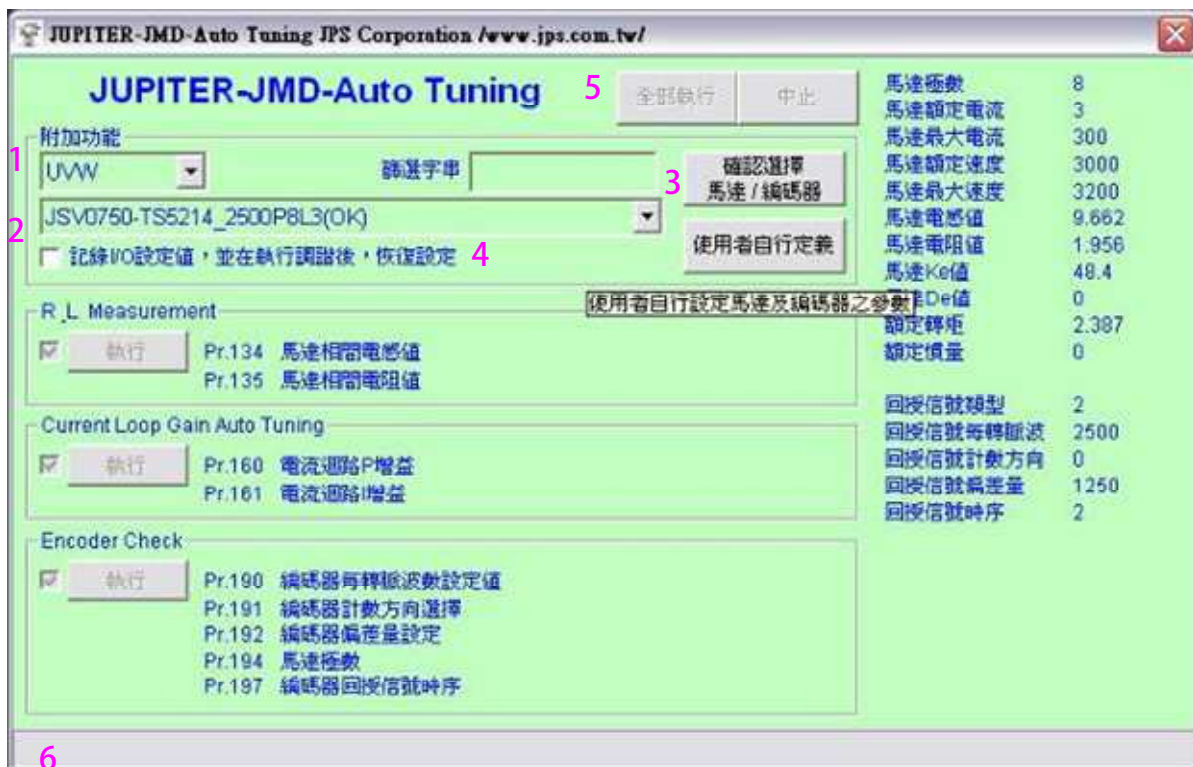 JUPITER-JMD-Auto Tuning JPS Corporation /www.jps.com.tw/
JUPITER-JMD-Auto Tuning
5
全部執行
中止
附加功能
1
UVW
篩選字串
3
確認選擇
馬達 / 編碼器
2
JSV0750-TS5214_2500P8L3(OK)
記錄I/O設定值，並在執行調諧後，恢復設定
4
使用者自行定義
使用者自行設定馬達及編碼器之參數
R_L Measurement
執行
Pr.134 馬達相間電感值
Pr.135 馬達相間電阻值
Current Loop Gain Auto Tuning
執行
Pr.160 電流迴路P增益
Pr.161 電流迴路I增益
Encoder Check
執行
Pr.190 編碼器每轉脈波數設定值
Pr.191 編碼器計數方向選擇
Pr.192 編碼器偏差量設定
Pr.194 馬達極數
Pr.197 編碼器回授信號時序
馬達極數 8
馬達額定電流 3
馬達最大電流 300
馬達額定速度 3000
馬達最大速度 3200
馬達電感值 9.662
馬達電阻值 1.956
馬達Ke值 48.4
達De值 0
額定轉矩 2.387
額定慣量 0
回授信號類型 2
回授信號每轉脈波 2500
回授信號計數方向 0
回授信號偏差量 1250
回授信號時序 2
6